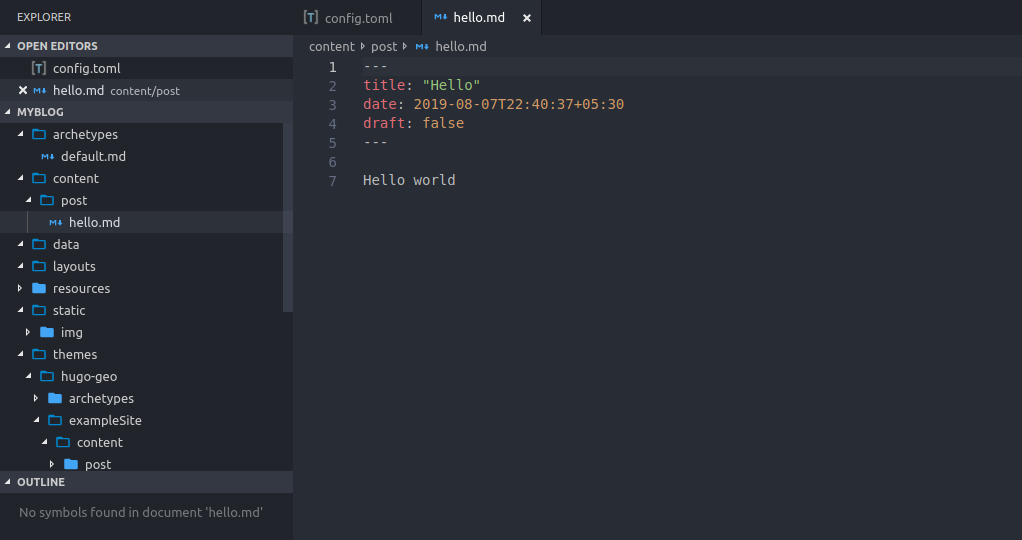 EXPLORER
OPEN EDITORS
[T] config.toml
hello.md content/post
MYBLOG
archetypes
default.md
content
post
hello.md
data
layouts
resources
static
img
themes
hugo-geo
archetypes
exampleSite
content
post
OUTLINE
No symbols found in document 'hello.md'
[T] config.toml
hello.md
content post hello.md
1 ---
2 title: "Hello"
3 date: 2019-08-07T22:40:37+05:30
4 draft: false
5 ---
6
7 Hello world